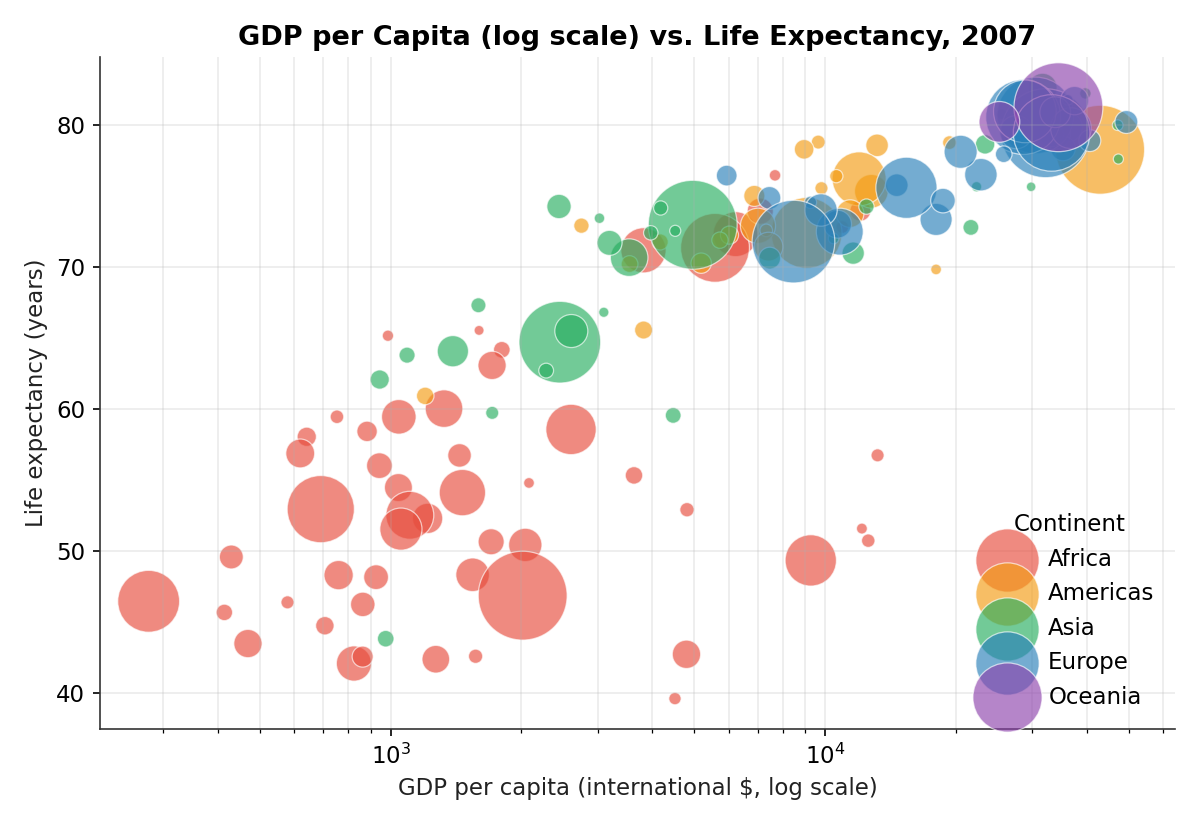 GDP per Capita (log scale) vs. Life Expectancy, 2007
Life expectancy (years)
80
70
60
50
40
10³
10⁴
GDP per capita (international $, log scale)
Continent
Africa
Americas
Asia
Europe
Oceania